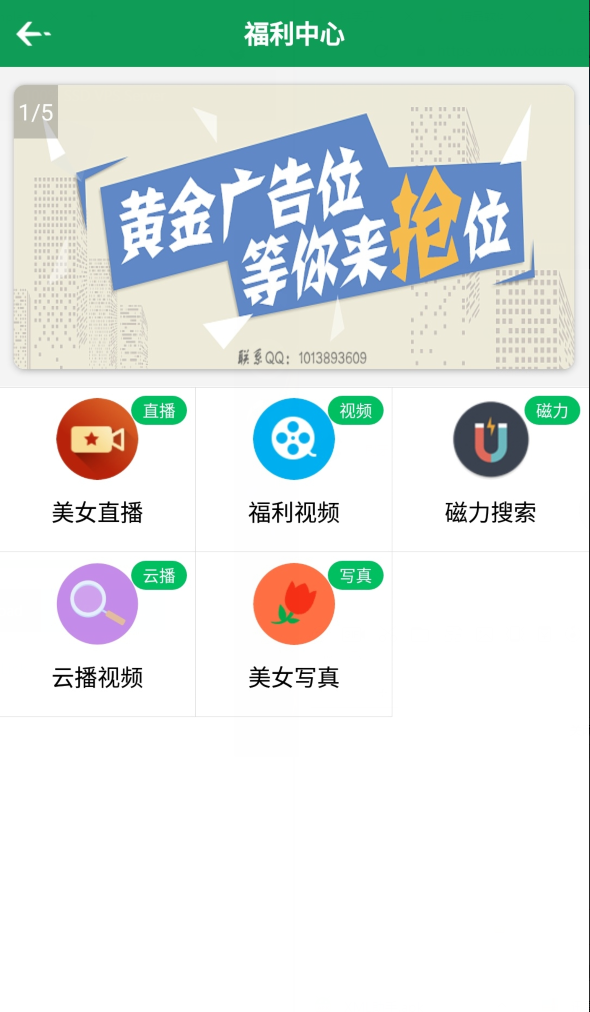 福利中心
1/5
黄金广告位
等你来抢位
联系QQ：1013893609
直播
视频
磁力
美女直播
福利视频
磁力搜索
云播
写真
云播视频
美女写真